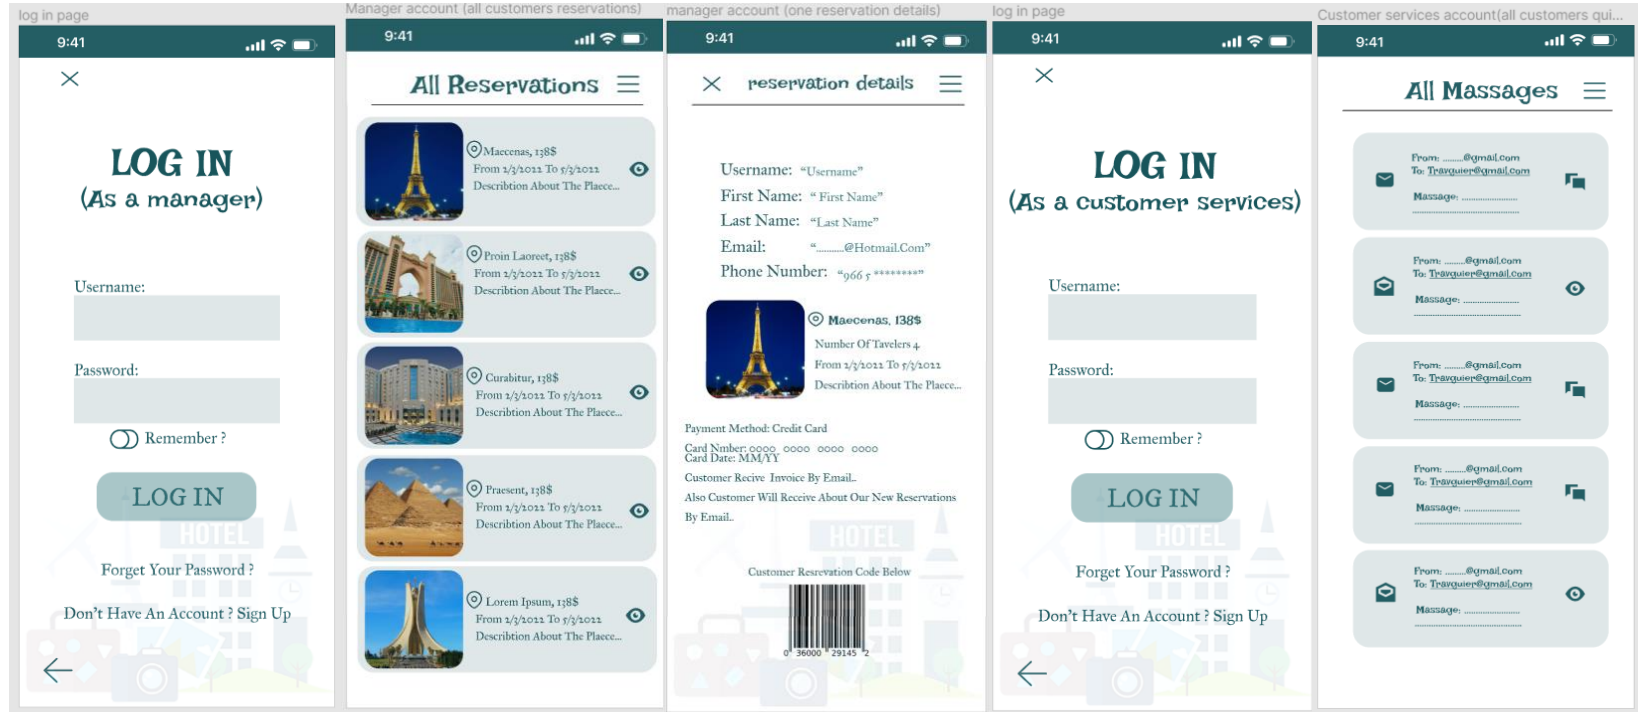 log in page
9:41
LOG IN
(As a manager)
Username:
Password:
Remember ?
LOG IN
HOTEL
Forget Your Password ?
Don't Have An Account ? Sign Up
Manager account (all customers reservations)
9:41
All Reservations
Maecenas, 138$
From 2/3/2022 To 5/3/2022
Describtion About The Plaece...
Proin Laoreet, 138$
From 2/3/2022 To 5/3/2022
Describtion About The Plaece...
Curabitur, 138$
From 2/3/2022 To 5/3/2022
Describtion About The Plaece...
Praesent, 138$
From 2/3/2022 To 5/3/2022
Describtion About The Plaece...
Lorem Ipsum, 138$
From 2/3/2022 To 5/3/2022
Describtion About The Plaece...
manager account (one reservation details)
9:41
reservation details
Username: "Username"
First Name: " First Name"
Last Name: "Last Name"
Email: "..........@Hotmail.Com"
Phone Number: "966 5 ********"
Maecenas, 138$
Number Of Tavelers 4
From 2/3/2022 To 5/3/2022
Describtion About The Plaece...
Payment Method: Credit Card
Card Nmber: 0000 0000 0000 0000
Card Date: MM/YY
Customer Recive Invoice By Email..
Also Customer Will Receive About Our New Reservations
By Email..
HOTEL
Customer Resrevation Code Below
0 36000 29145 2
log in page
9:41
LOG IN
(As a customer services)
Username:
Password:
Remember ?
LOG IN
HOTEL
Forget Your Password ?
Don't Have An Account ? Sign Up
Customer services account(all customers qui...
9:41
All Massages
From: .........@gmail.com
To: Travguier@gmail.com
Massage: ........................
..............................................
From: .........@gmail.com
To: Travguier@gmail.com
Massage: ........................
..............................................
From: .........@gmail.com
To: Travguier@gmail.com
Massage: ........................
..............................................
From: .........@gmail.com
To: Travguier@gmail.com
Massage: ........................
..............................................
From: .........@gmail.com
To: Travguier@gmail.com
Massage: ........................
..............................................